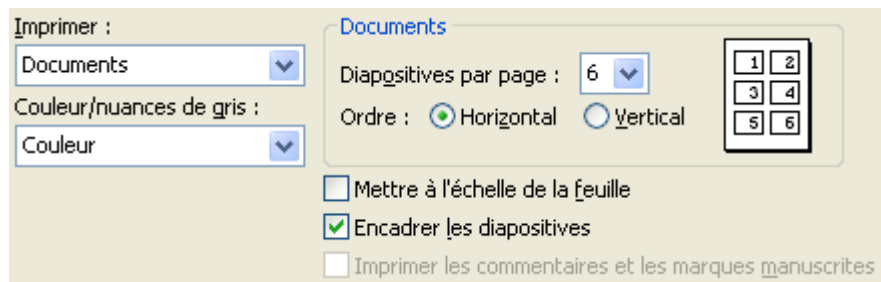 Imprimer :
Documents
Couleur/nuances de gris :
Couleur
Documents
Diapositives par page : 6
Ordre : Horizontal Vertical
1 2
3 4
5 6
Mettre à l'échelle de la feuille
Encadrer les diapositives
Imprimer les commentaires et les marques manuscrites